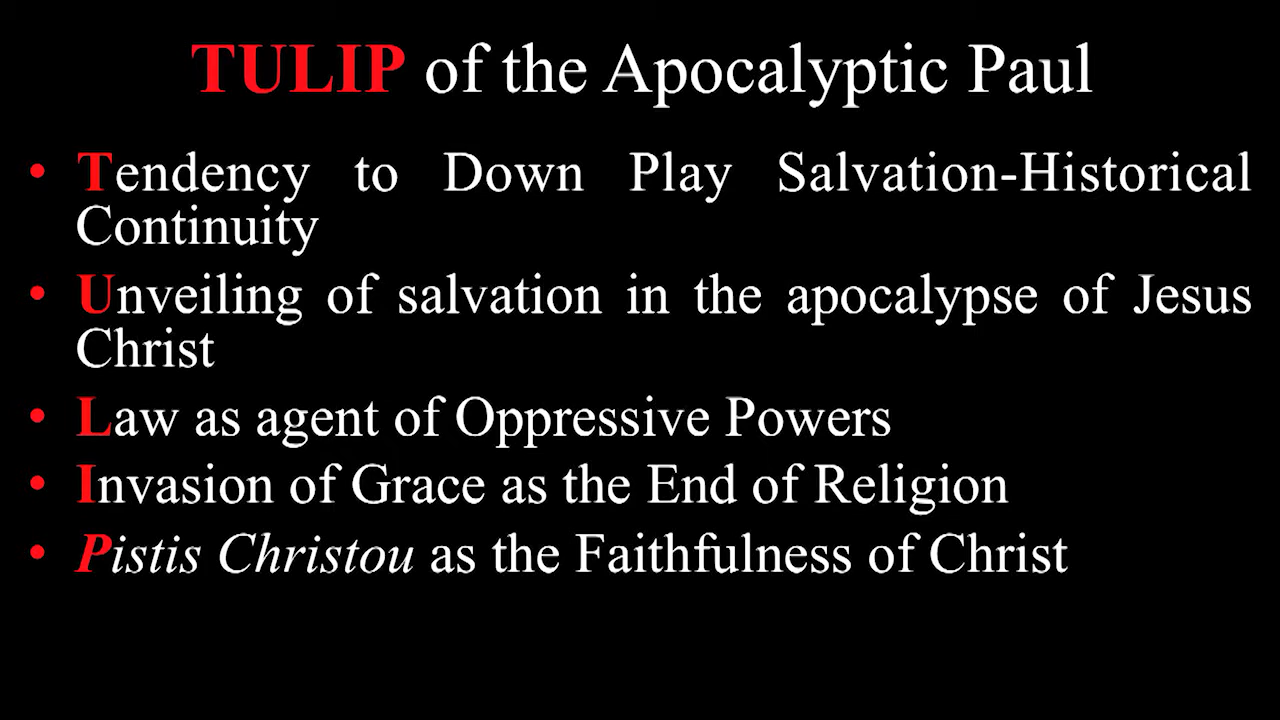 TULIP of the Apocalyptic Paul
• Tendency to Down Play Salvation-Historical
Continuity
• Unveiling of salvation in the apocalypse of Jesus
Christ
• Law as agent of Oppressive Powers
• Invasion of Grace as the End of Religion
• Pistis Christou as the Faithfulness of Christ